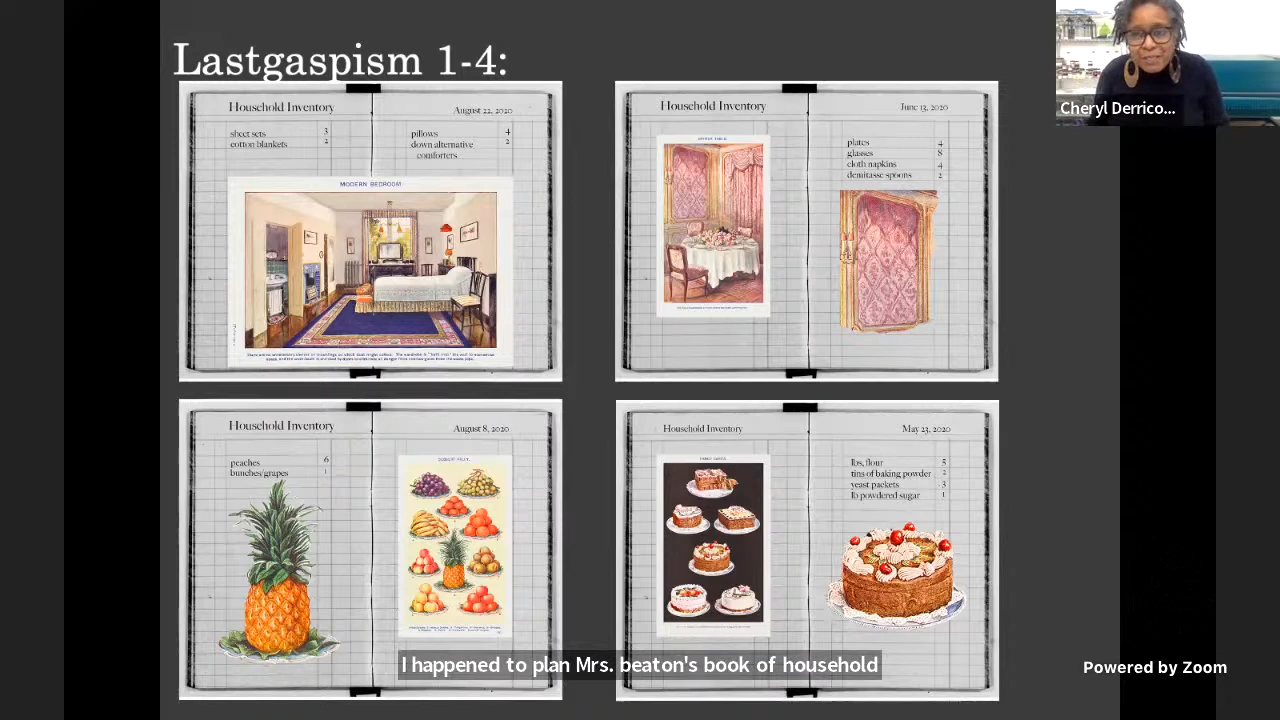 Lastgaspism 1-4:
Household Inventory
August 22, 2020
sheet sets 3
cotton blankets 2
pillows 4
down alternative 2
comforters
MODERN BEDROOM
Household Inventory
June 13, 2020
plates 4
glasses 8
cloth napkins 4
demitasse spoons 2
Household Inventory
August 8, 2020
peaches 6
bunches/grapes 1
Household Inventory
May 23, 2020
lbs, flour 5
tins of baking powder 2
yeast packets 3
lb powdered sugar 1
I happened to plan Mrs. beaton's book of household
Cheryl Derrico...
Powered by Zoom